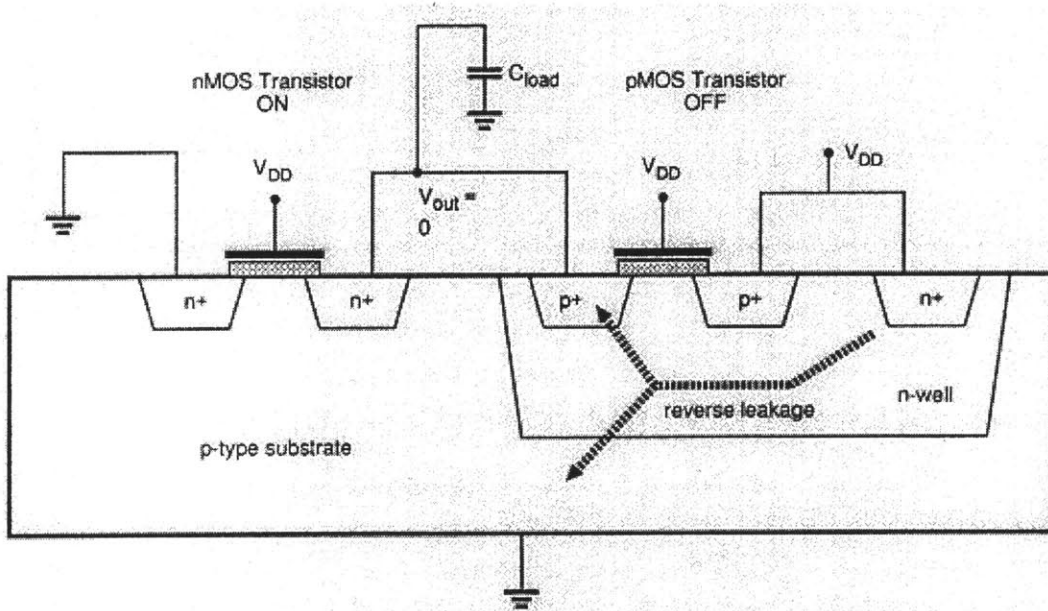 nMOS Transistor
ON
C_load
pMOS Transistor
OFF
V_DD
V_out =
0
V_DD
V_DD
n+
n+
p+
p+
n+
reverse leakage
n-well
p-type substrate